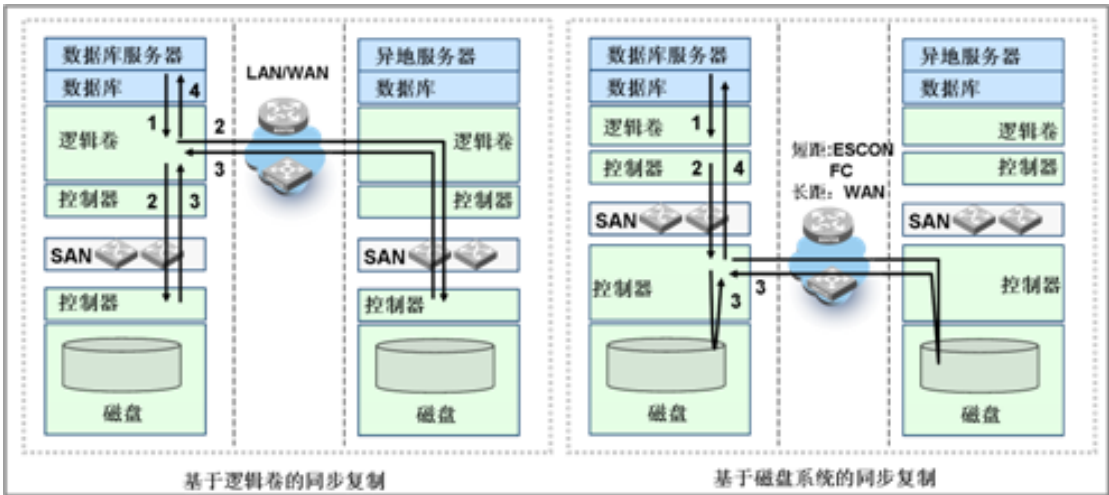 数据库服务器
数据库
4
1
逻辑卷
2
3
控制器
2
3
SAN
控制器
磁盘
LAN/WAN
异地服务器
数据库
逻辑卷
控制器
SAN
控制器
磁盘
基于逻辑卷的同步复制
数据库服务器
数据库
逻辑卷
1
控制器
2
4
SAN
控制器
3
3
磁盘
短距:ESCON
FC
长距：WAN
异地服务器
数据库
逻辑卷
控制器
SAN
控制器
磁盘
基于磁盘系统的同步复制